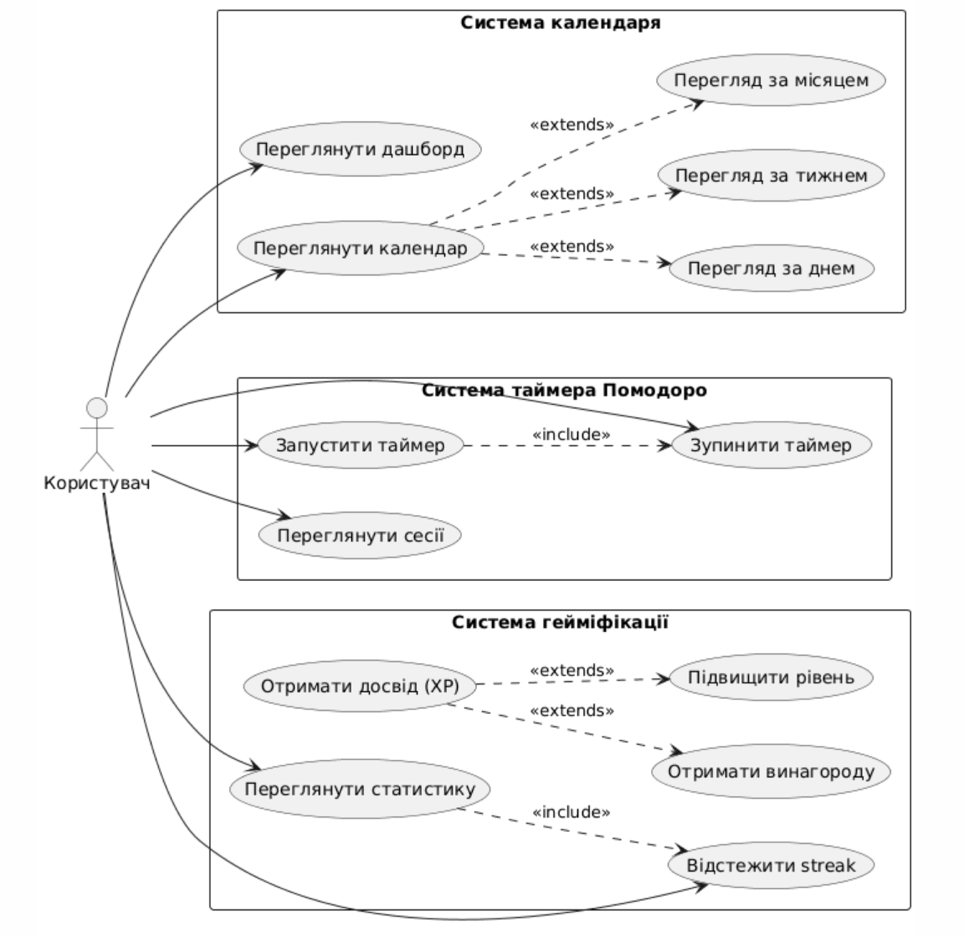 Система календаря
Перегляд за місяцем
«extends»
Переглянути дашборд
Перегляд за тижнем
«extends»
Переглянути календар
«extends»
Перегляд за днем
Система таймера Помодоро
Запустити таймер
«include»
Зупинити таймер
Користувач
Переглянути сесії
Система гейміфікації
Отримати досвід (XP)
«extends»
Підвищити рівень
«extends»
Отримати винагороду
Переглянути статистику
«include»
Відстежити streak